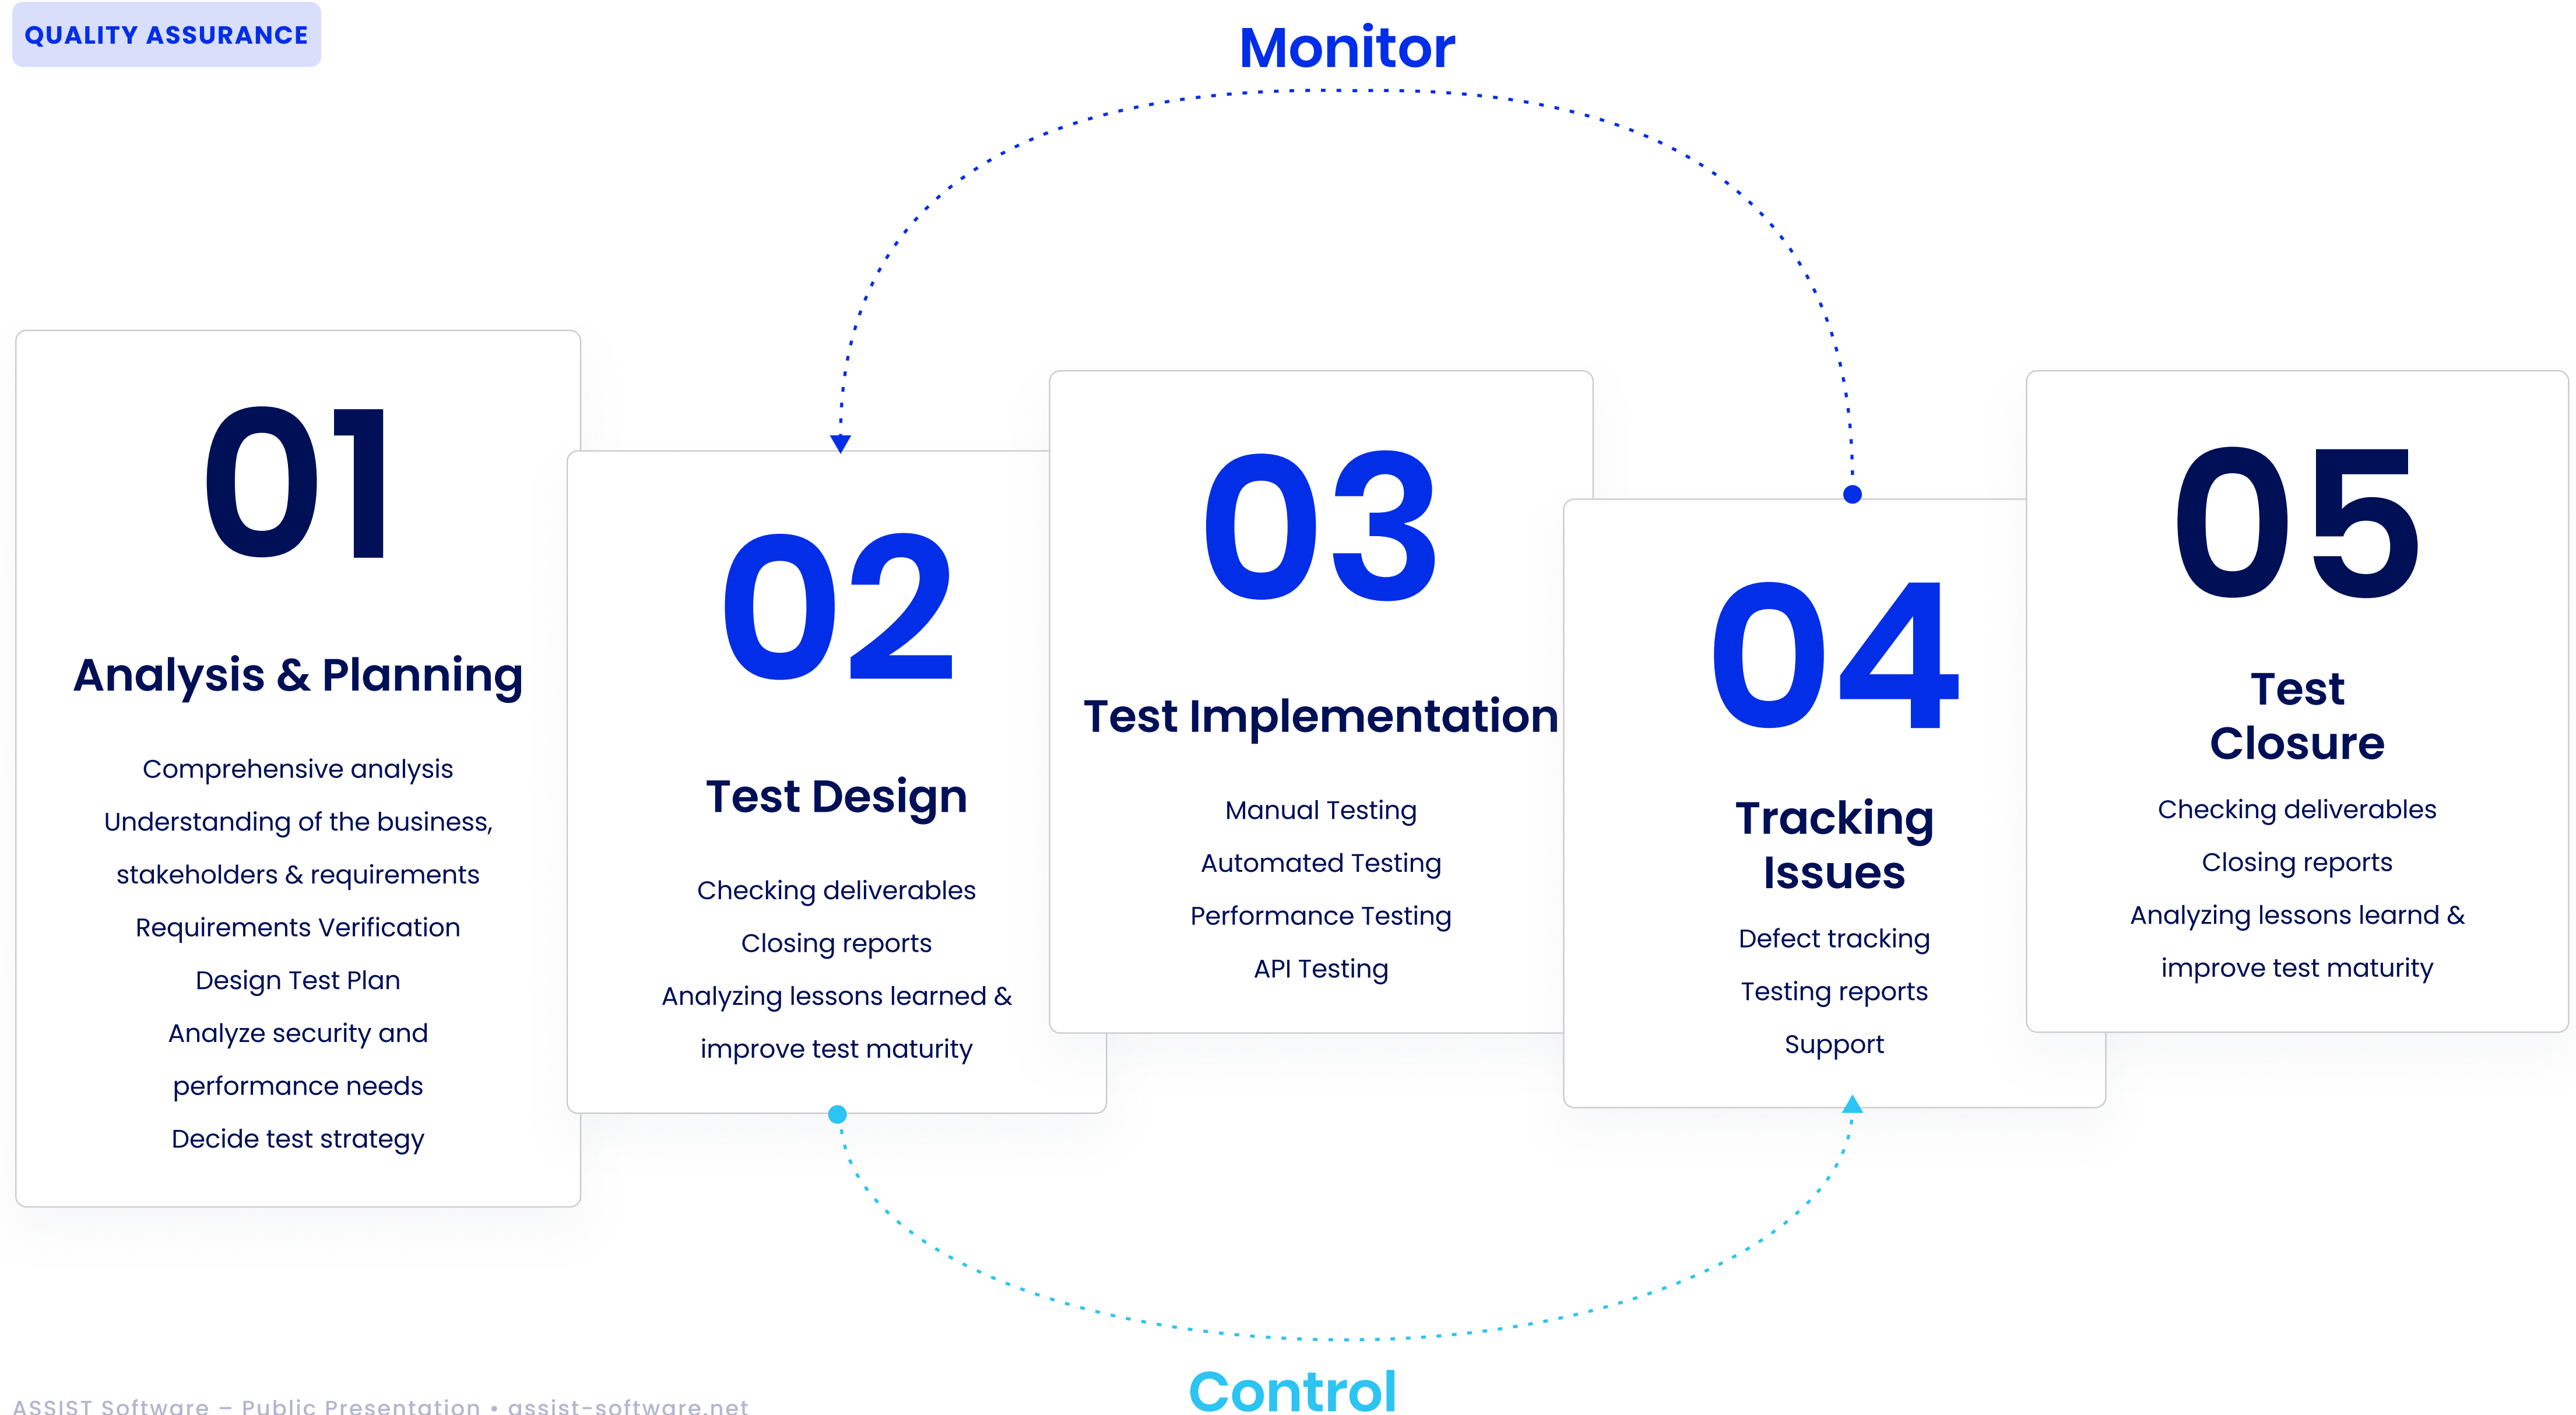 QUALITY ASSURANCE
Monitor
01
Analysis & Planning
Comprehensive analysis
Understanding of the business,
stakeholders & requirements
Requirements Verification
Design Test Plan
Analyze security and
performance needs
Decide test strategy
02
Test Design
Checking deliverables
Closing reports
Analyzing lessons learned &
improve test maturity
03
Test Implementation
Manual Testing
Automated Testing
Performance Testing
API Testing
04
Tracking
Issues
Defect tracking
Testing reports
Support
05
Test
Closure
Checking deliverables
Closing reports
Analyzing lessons learnd &
improve test maturity
Control
ASSIST Software – Public Presentation • assist-software.net